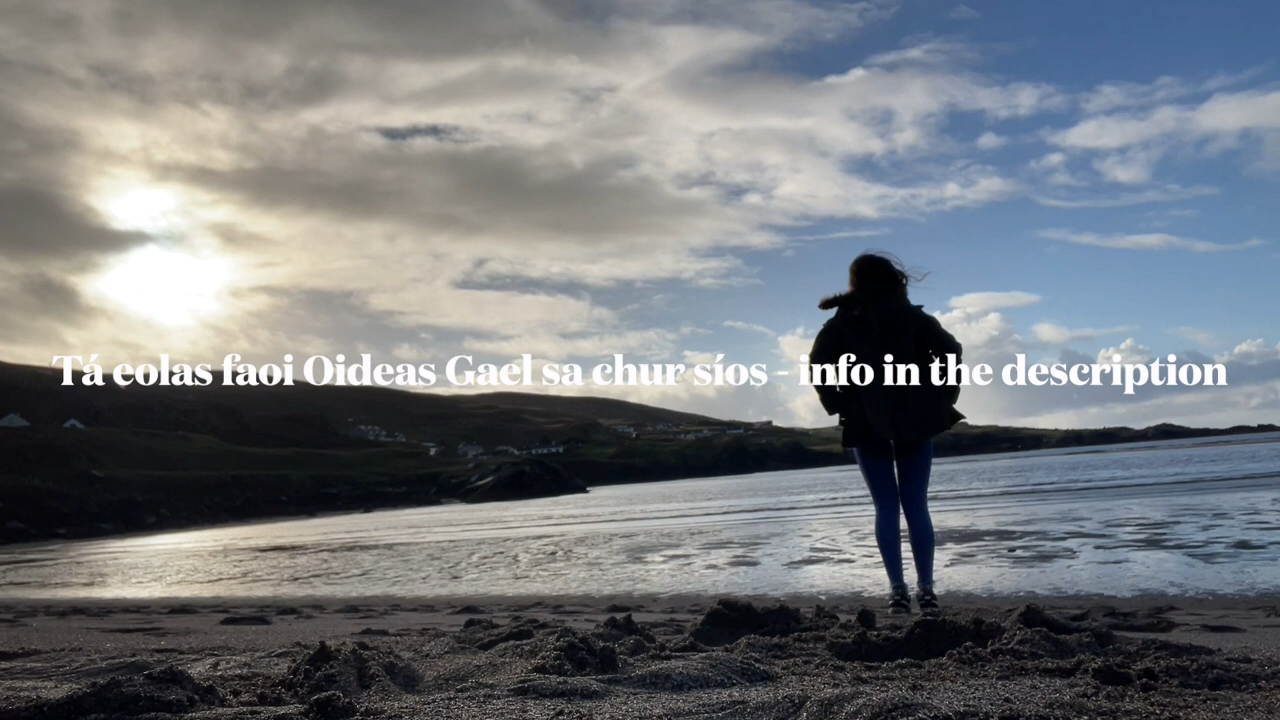 Tá eolas faoi Oideas Gael sa chur síos - info in the description